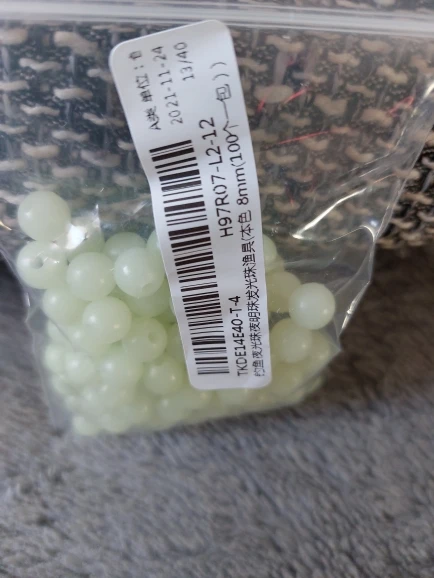 A类 单位:包
2021-11-24
13/40
H97R07-L2-12
TKDE14E40-T-4
钓鱼夜光珠夜明珠发光珠渔具(本色 8mm(100个一包))